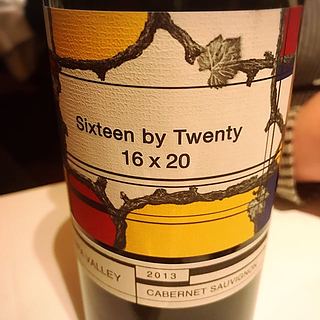 Sixteen by Twenty
16 x 20
VALLEY
2013
CABERNET SAUVIGNON